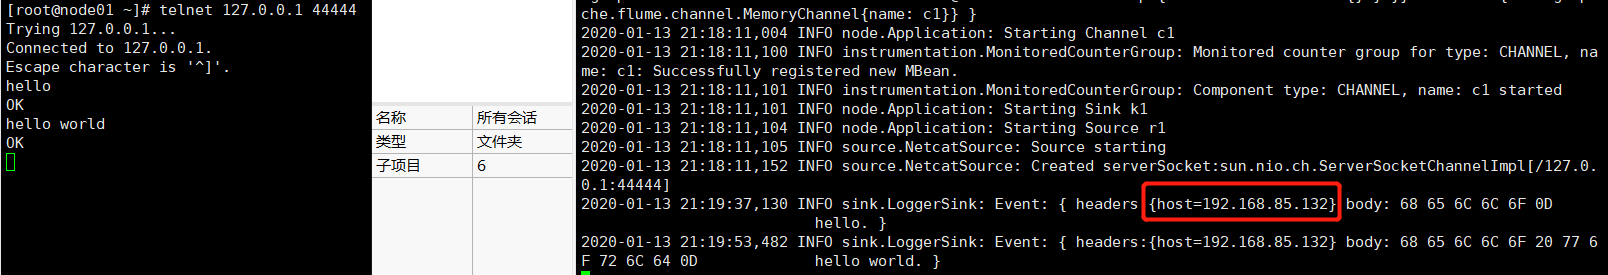 [root@node01 ~]# telnet 127.0.0.1 44444
Trying 127.0.0.1...
Connected to 127.0.0.1.
Escape character is '^]'.
hello
OK
hello world
OK
名称 所有会话
类型 文件夹
子项目 6
che.flume.channel.MemoryChannel{name: c1}} }
2020-01-13 21:18:11,004 INFO node.Application: Starting Channel c1
2020-01-13 21:18:11,100 INFO instrumentation.MonitoredCounterGroup: Monitored counter group for type: CHANNEL, na
me: c1: Successfully registered new MBean.
2020-01-13 21:18:11,101 INFO instrumentation.MonitoredCounterGroup: Component type: CHANNEL, name: c1 started
2020-01-13 21:18:11,101 INFO node.Application: Starting Sink k1
2020-01-13 21:18:11,104 INFO node.Application: Starting Source r1
2020-01-13 21:18:11,105 INFO source.NetcatSource: Source starting
2020-01-13 21:18:11,152 INFO source.NetcatSource: Created serverSocket:sun.nio.ch.ServerSocketChannelImpl[/127.0.
0.1:44444]
2020-01-13 21:19:37,130 INFO sink.LoggerSink: Event: { headers:{host=192.168.85.132} body: 68 65 6C 6C 6F 0D
hello. }
2020-01-13 21:19:53,482 INFO sink.LoggerSink: Event: { headers:{host=192.168.85.132} body: 68 65 6C 6C 6F 20 77 6
F 72 6C 64 0D hello world. }